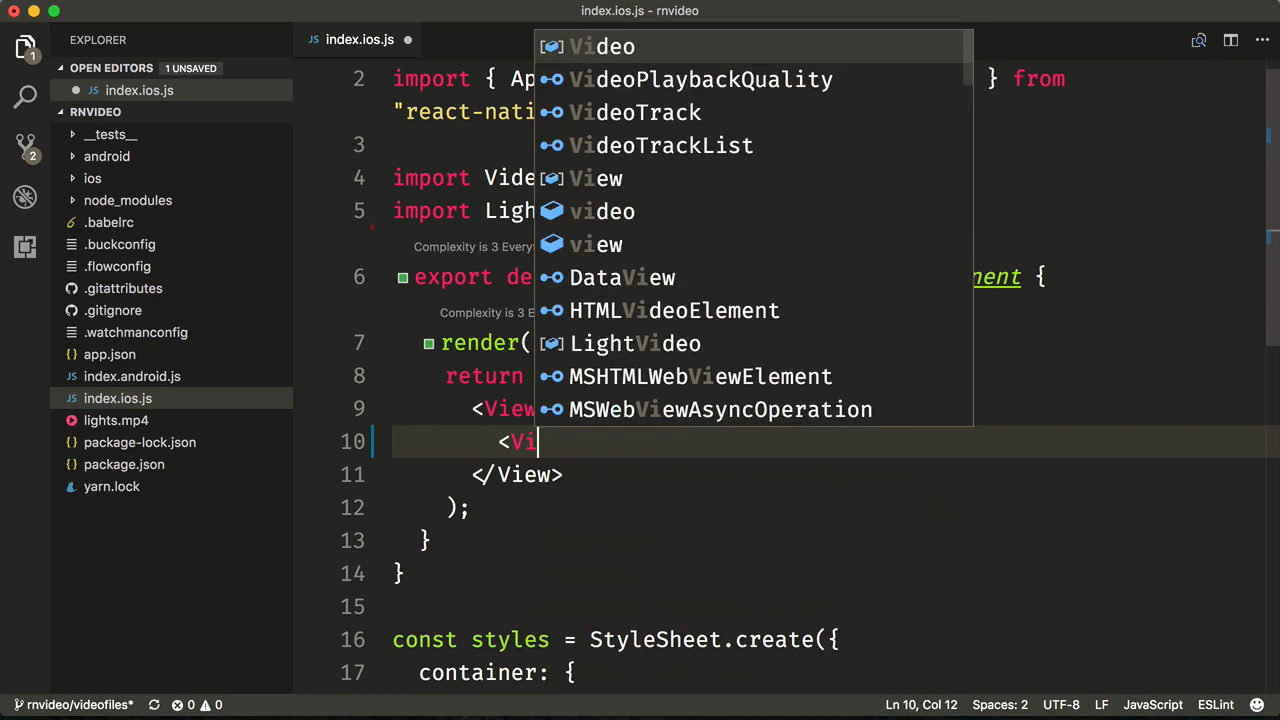 index.ios.js - rnvideo
EXPLORER
OPEN EDITORS 1 UNSAVED
index.ios.js
RNVIDEO
__tests__
android
ios
node_modules
.babelrc
.buckconfig
.flowconfig
.gitattributes
.gitignore
.watchmanconfig
app.json
index.android.js
index.ios.js
lights.mp4
package-lock.json
package.json
yarn.lock
1
2
index.ios.js
2 import { Ap } from
"react-nati
3
4 import Vide
5 import Ligh
Complexity is 3 Every
6 export de ment {
Complexity is 3 E
7 render(
8 return
9 <View
10 <Vi
11 </View>
12 );
13 }
14 }
15
16 const styles = StyleSheet.create({
17 container: {
Video
VideoPlaybackQuality
VideoTrack
VideoTrackList
View
video
view
DataView
HTMLVideoElement
LightVideo
MSHTMLWebViewElement
MSWebViewAsyncOperation
rnvideo/videofiles* 0 0
Ln 10, Col 12 Spaces: 2 UTF-8 LF JavaScript ESLint